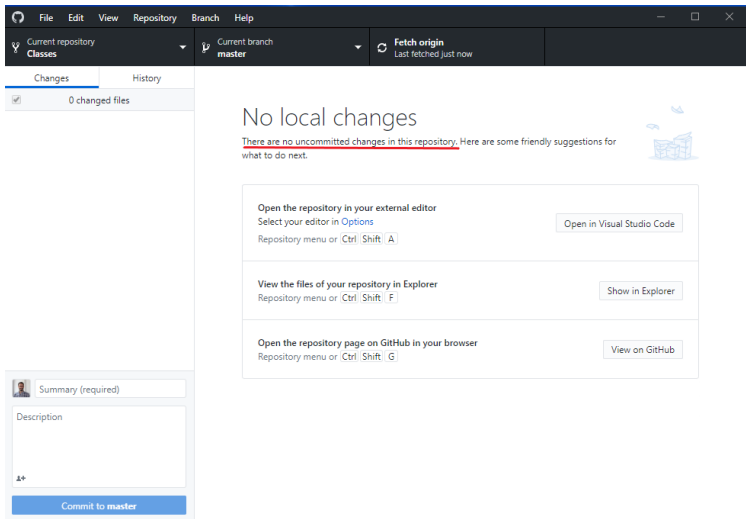 File Edit View Repository Branch Help
Current repository
Classes
Current branch
master
Fetch origin
Last fetched just now
Changes History
0 changed files
No local changes
There are no uncommitted changes in this repository. Here are some friendly suggestions for
what to do next.
Open the repository in your external editor
Select your editor in Options
Repository menu or Ctrl Shift A
Open in Visual Studio Code
View the files of your repository in Explorer
Repository menu or Ctrl Shift F
Show in Explorer
Open the repository page on GitHub in your browser
Repository menu or Ctrl Shift G
View on GitHub
Summary (required)
Description
Commit to master